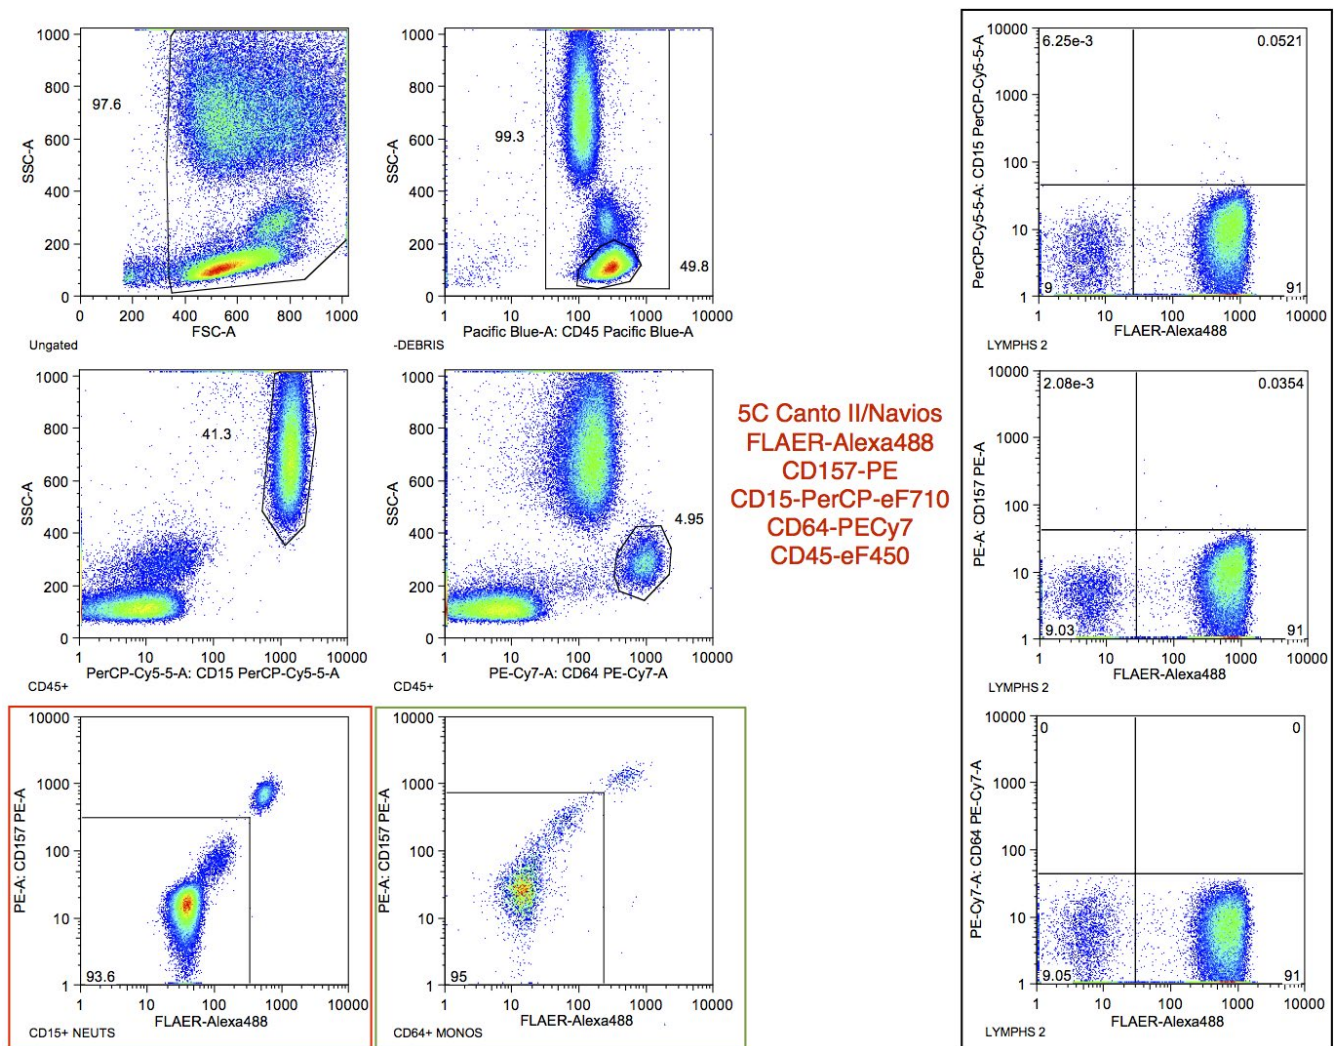 1000
800
600
400
200
0
SSC-A
97.6
0 200 400 600 800 1000
FSC-A
Ungated
1000
800
600
400
200
0
SSC-A
99.3
49.8
1 10 100 1000 10000
Pacific Blue-A: CD45 Pacific Blue-A
-DEBRIS
10000
1000
100
10
1
PerCP-Cy5-5-A: CD15 PerCP-Cy5-5-A
6.25e-3 0.0521
9 91
1 10 100 1000 10000
FLAER-Alexa488
LYMPHS 2
1000
800
600
400
200
0
SSC-A
41.3
1 10 100 1000 10000
PerCP-Cy5-5-A: CD15 PerCP-Cy5-5-A
CD45+
1000
800
600
400
200
0
SSC-A
4.95
1 10 100 1000 10000
PE-Cy7-A: CD64 PE-Cy7-A
CD45+
5C Canto II/Navios
FLAER-Alexa488
CD157-PE
CD15-PerCP-eF710
CD64-PECy7
CD45-eF450
10000
1000
100
10
1
PE-A: CD157 PE-A
2.08e-3 0.0354
9.03 91
1 10 100 1000 10000
FLAER-Alexa488
LYMPHS 2
10000
1000
100
10
1
PE-A: CD157 PE-A
93.6
1 10 100 1000 10000
FLAER-Alexa488
CD15+ NEUTS
10000
1000
100
10
1
PE-A: CD157 PE-A
95
1 10 100 1000 10000
FLAER-Alexa488
CD64+ MONOS
10000
1000
100
10
1
PE-Cy7-A: CD64 PE-Cy7-A
0 0
9.05 91
1 10 100 1000 10000
FLAER-Alexa488
LYMPHS 2